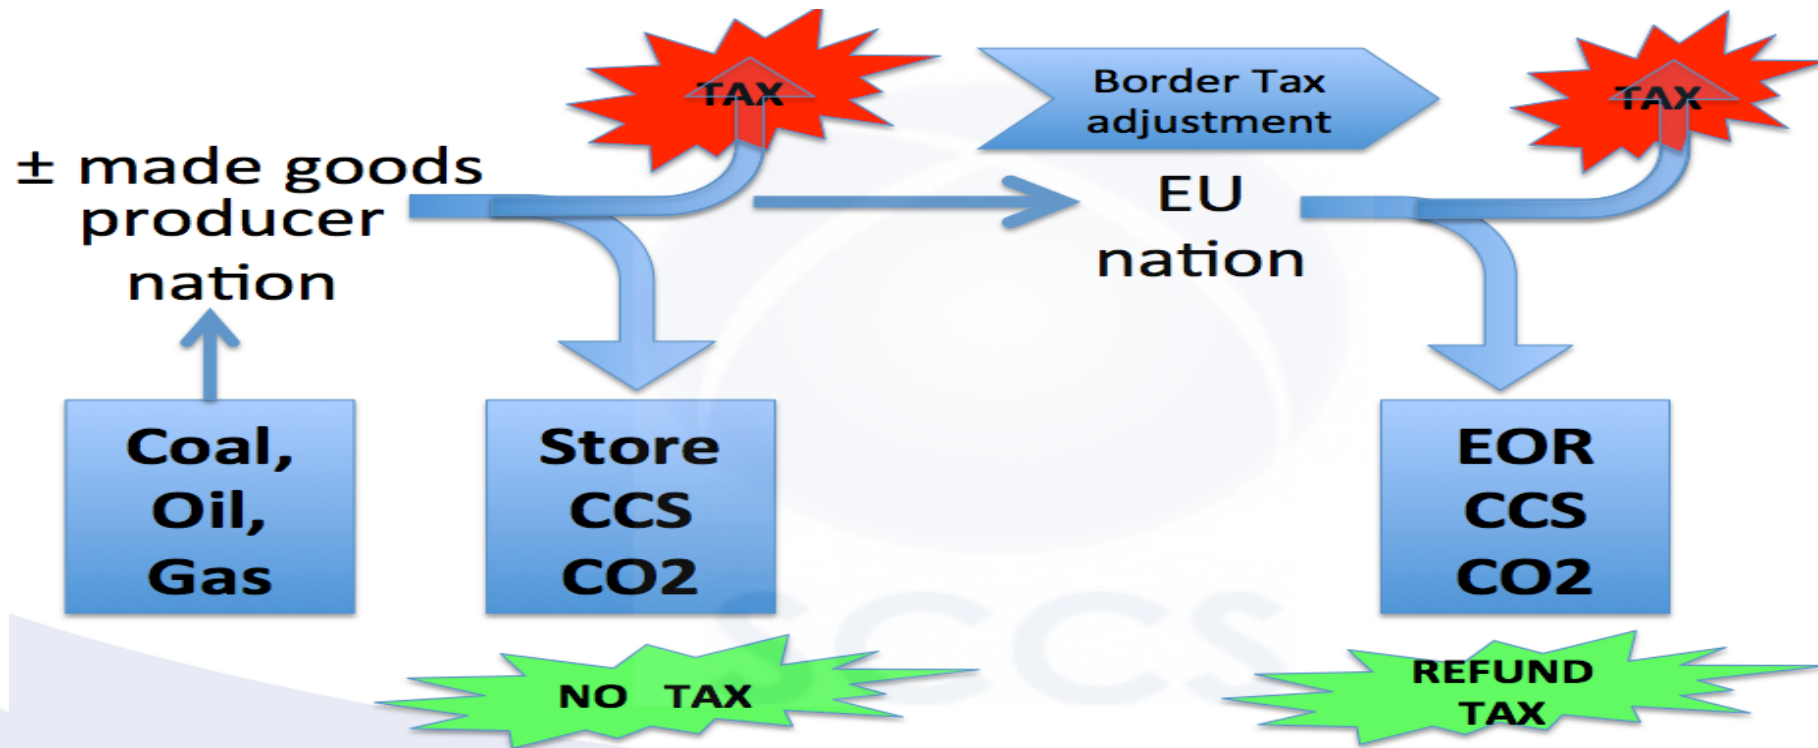 TAX
Border Tax
adjustment
TAX
± made goods
producer
nation
EU
nation
Coal,
Oil,
Gas
Store
CCS
CO2
EOR
CCS
CO2
SCCS
NO TAX
REFUND
TAX